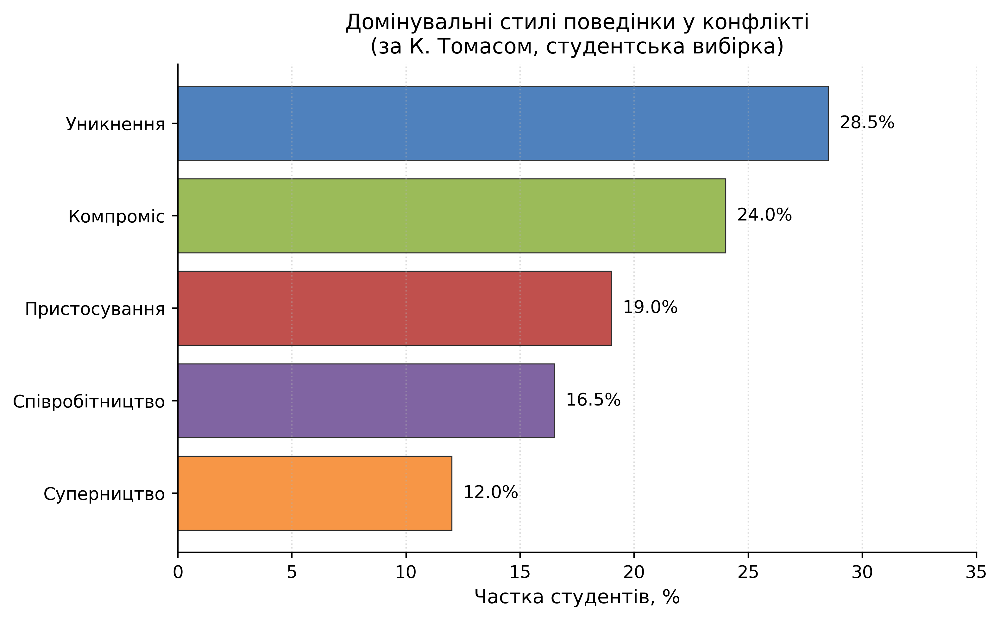 Домінувальні стилі поведінки у конфлікті
(за К. Томасом, студентська вибірка)
Уникнення
28.5%
Компроміс
24.0%
Пристосування
19.0%
Співробітництво
16.5%
Суперництво
12.0%
0 5 10 15 20 25 30 35
Частка студентів, %